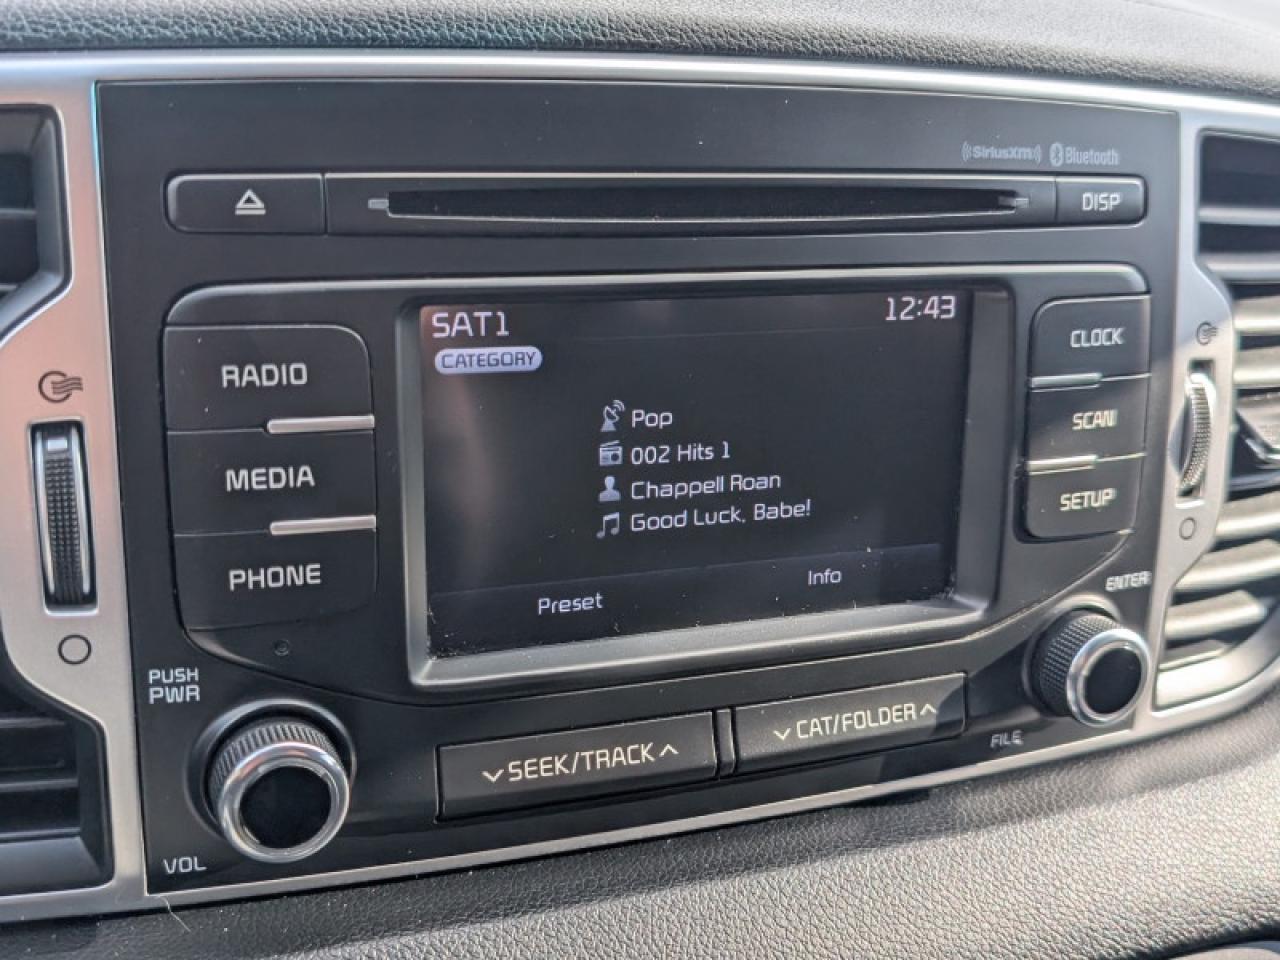 SiriusXM Bluetooth
DISP
SAT1
12:43
CATEGORY
Pop
002 Hits 1
Chappell Roan
Good Luck, Babe!
Preset
Info
RADIO
MEDIA
PHONE
CLOCK
SCAN
SETUP
ENTER
PUSH
PWR
SEEK/TRACK
CAT/FOLDER
FILE
VOL